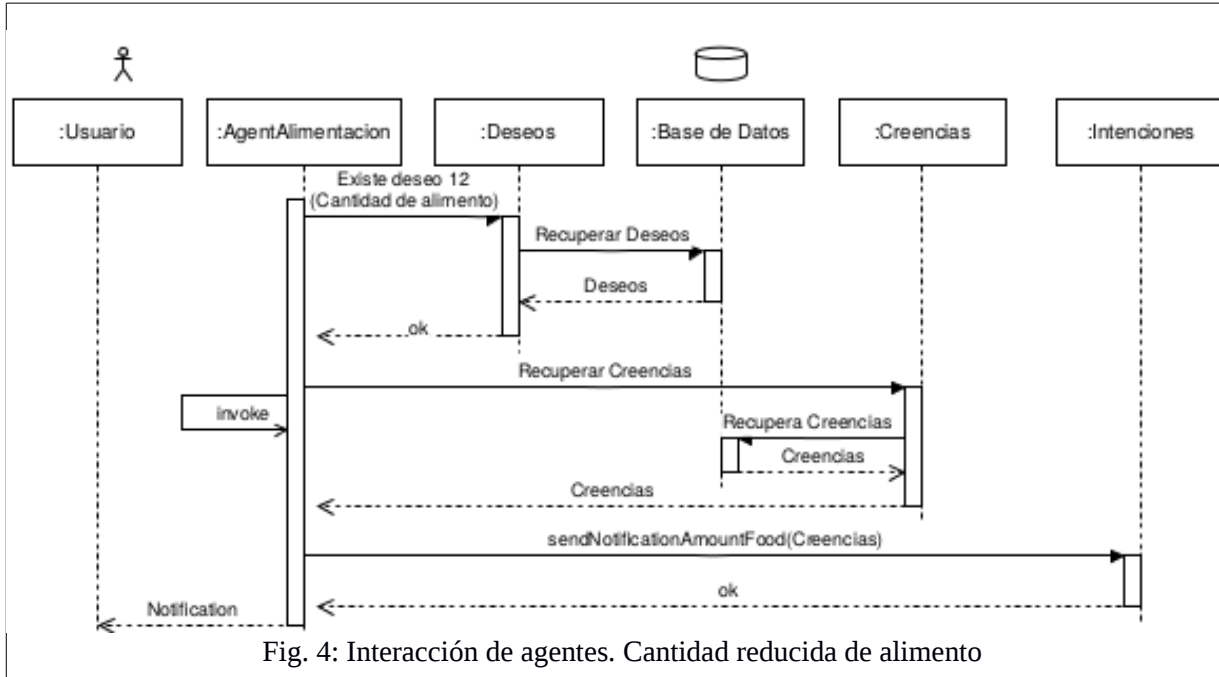 :Usuario
:AgentAlimentacion
:Deseos
:Base de Datos
:Creencias
:Intenciones
Existe deseo 12
(Cantidad de alimento)
Recuperar Deseos
Deseos
ok
Recuperar Creencias
invoke
Recupera Creencias
Creencias
Creencias
sendNotificationAmountFood(Creencias)
ok
Notification
Fig. 4: Interacción de agentes. Cantidad reducida de alimento